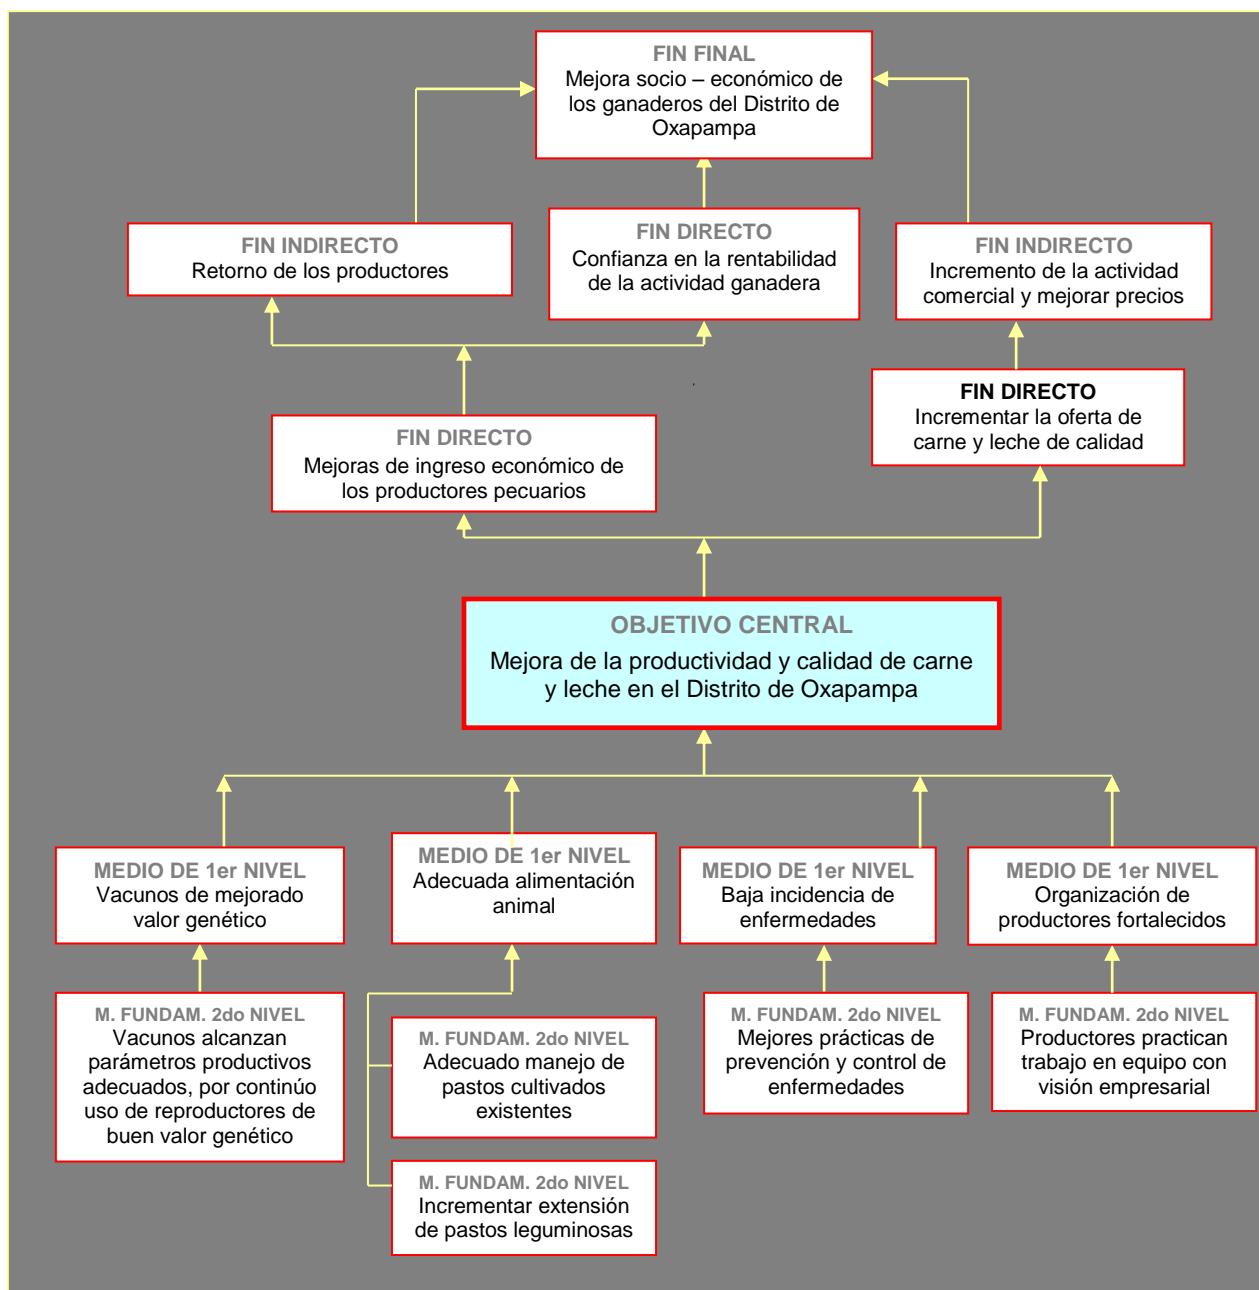 FIN FINAL
Mejora socio – económico de
los ganaderos del Distrito de
Oxapampa
FIN INDIRECTO
Retorno de los productores
FIN DIRECTO
Confianza en la rentabilidad
de la actividad ganadera
FIN INDIRECTO
Incremento de la actividad
comercial y mejorar precios
FIN DIRECTO
Incrementar la oferta de
carne y leche de calidad
FIN DIRECTO
Mejoras de ingreso económico de
los productores pecuarios
OBJETIVO CENTRAL
Mejora de la productividad y calidad de carne
y leche en el Distrito de Oxapampa
MEDIO DE 1er NIVEL
Vacunos de mejorado
valor genético
MEDIO DE 1er NIVEL
Adecuada alimentación
animal
MEDIO DE 1er NIVEL
Baja incidencia de
enfermedades
MEDIO DE 1er NIVEL
Organización de
productores fortalecidos
M. FUNDAM. 2do NIVEL
Vacunos alcanzan
parámetros productivos
adecuados, por continúo
uso de reproductores de
buen valor genético
M. FUNDAM. 2do NIVEL
Adecuado manejo de
pastos cultivados
existentes
M. FUNDAM. 2do NIVEL
Mejores prácticas de
prevención y control de
enfermedades
M. FUNDAM. 2do NIVEL
Productores practican
trabajo en equipo con
visión empresarial
M. FUNDAM. 2do NIVEL
Incrementar extensión
de pastos leguminosas